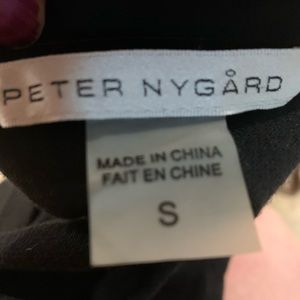 PETER NYGÅRD
MADE IN CHINA
FAIT EN CHINE
S